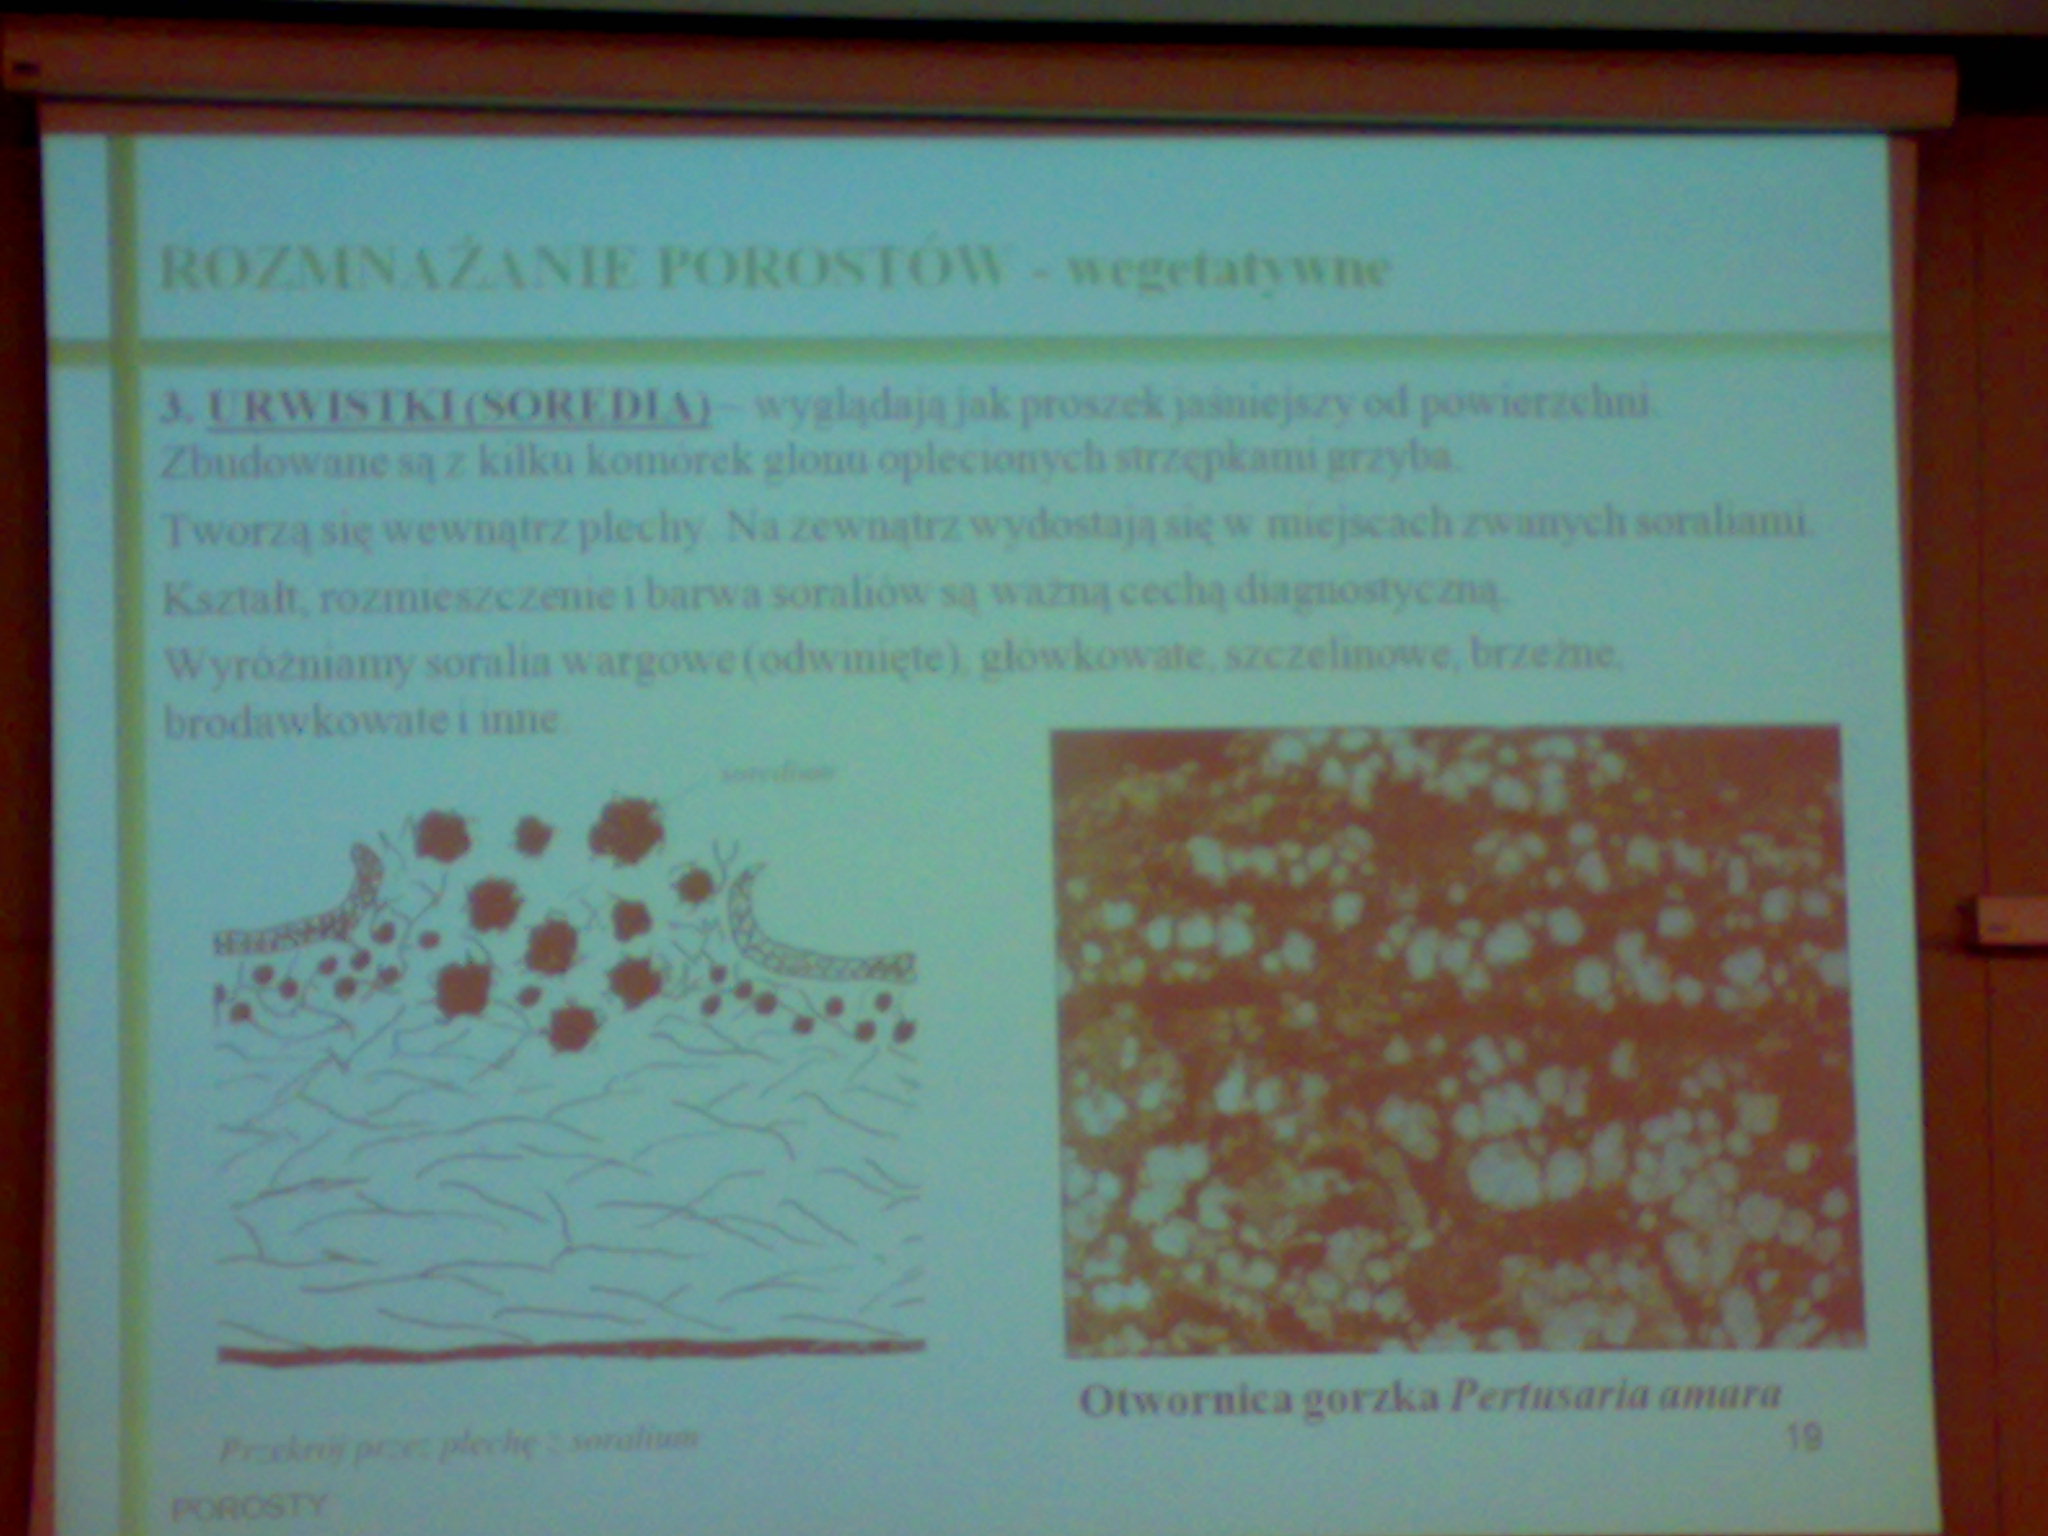 ROZMNAŻANIE POROSTÓW - wegetatywne
3. URWISTKI (SOREDIA) – wyglądają jak proszek jaśniejszy od powierzchni.
Zbudowane są z kilku komórek glonu oplecionych strzępkami grzyba.
Tworzą się wewnątrz plechy. Na zewnątrz wydostają się w miejscach zwanych soraliami.
Kształt, rozmieszczenie i barwa soraliów są ważną cechą diagnostyczną.
Wyróżniamy soralia wargowe (odwinięte), główkowate, szczelinowe, brzeżne,
brodawkowate i inne.
soredium
Otwornica gorzka Pertusaria amara
Przekrój przez plechę z soralium
19
POROSTY